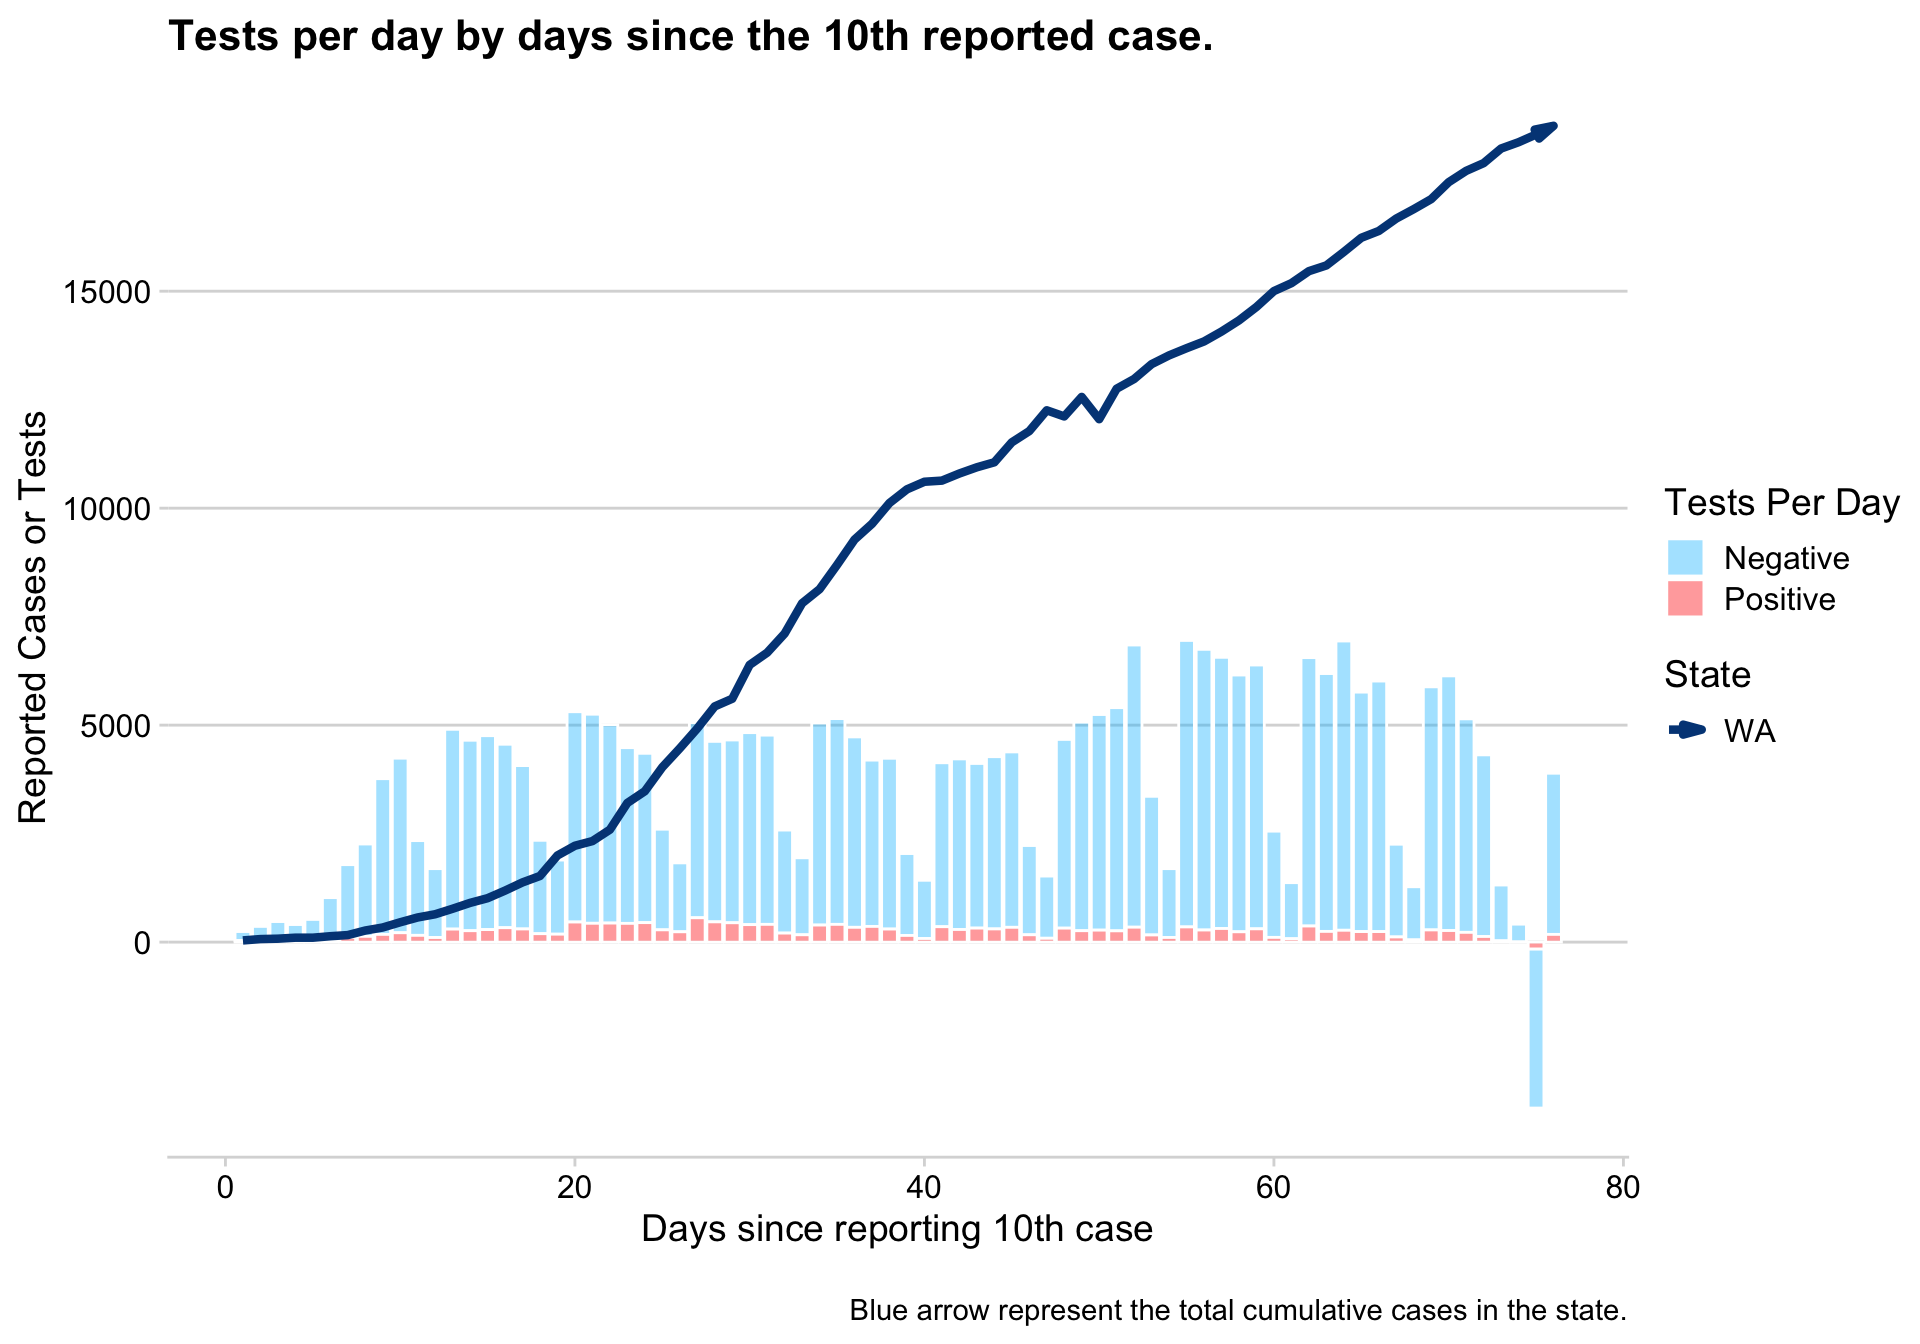 Tests per day by days since the 10th reported case.
15000
10000
5000
0
Reported Cases or Tests
0 20 40 60 80
Days since reporting 10th case
Tests Per Day
Negative
Positive
State
WA
Blue arrow represent the total cumulative cases in the state.